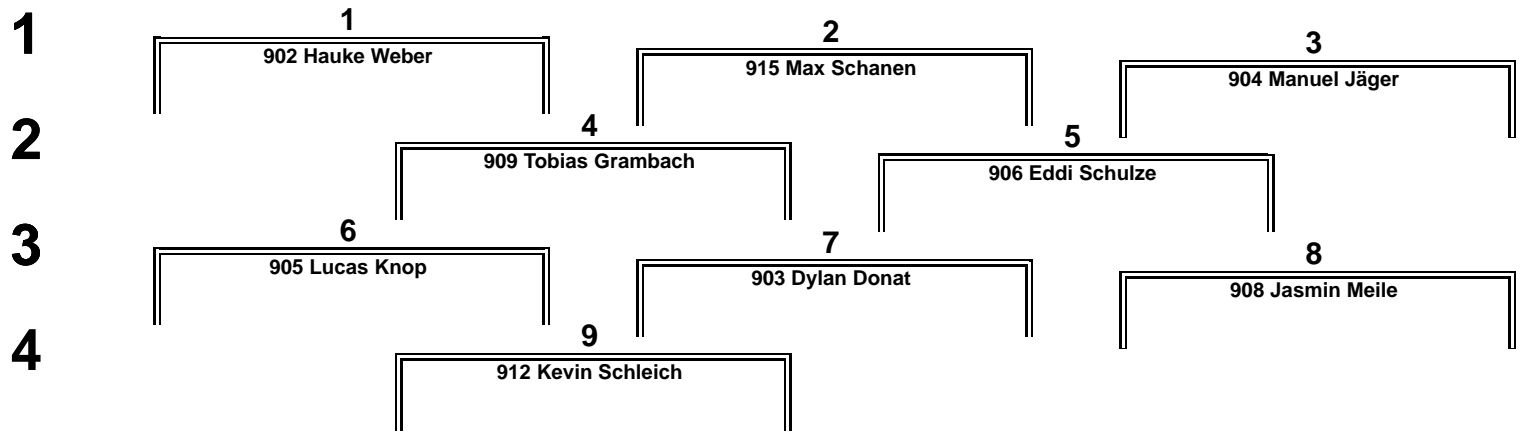 1
1
902 Hauke Weber
2
915 Max Schanen
3
904 Manuel Jäger
2
4
909 Tobias Grambach
5
906 Eddi Schulze
3
6
905 Lucas Knop
7
903 Dylan Donat
8
908 Jasmin Meile
4
9
912 Kevin Schleich